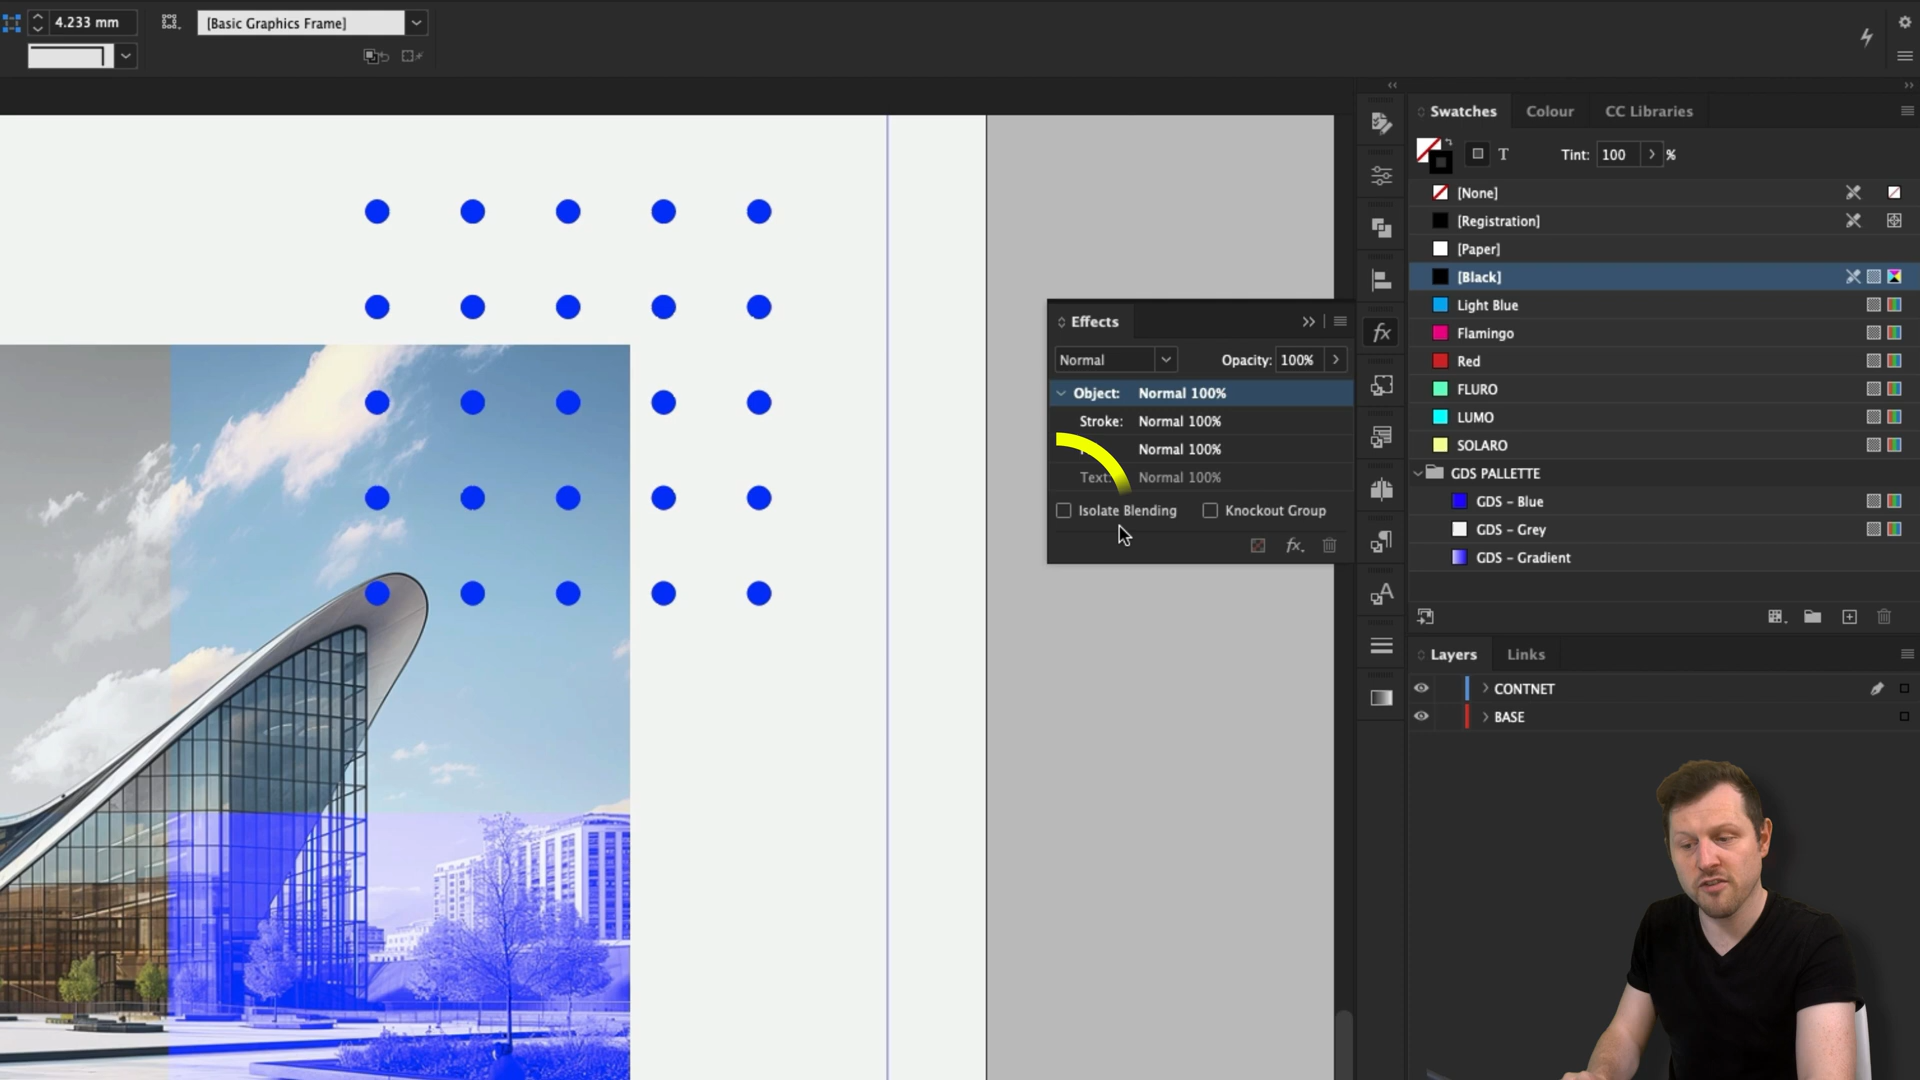 4.233 mm
[Basic Graphics Frame]
Swatches
Colour
CC Libraries
T
Tint: 100 %
[None]
[Registration]
[Paper]
[Black]
Light Blue
Flamingo
Red
FLURO
LUMO
SOLARO
GDS PALLETTE
GDS – Blue
GDS – Grey
GDS – Gradient
Effects
Normal
Opacity: 100%
Object: Normal 100%
Stroke: Normal 100%
Normal 100%
Text: Normal 100%
Isolate Blending
Knockout Group
fx.
fx
A
Layers
Links
CONTNET
BASE